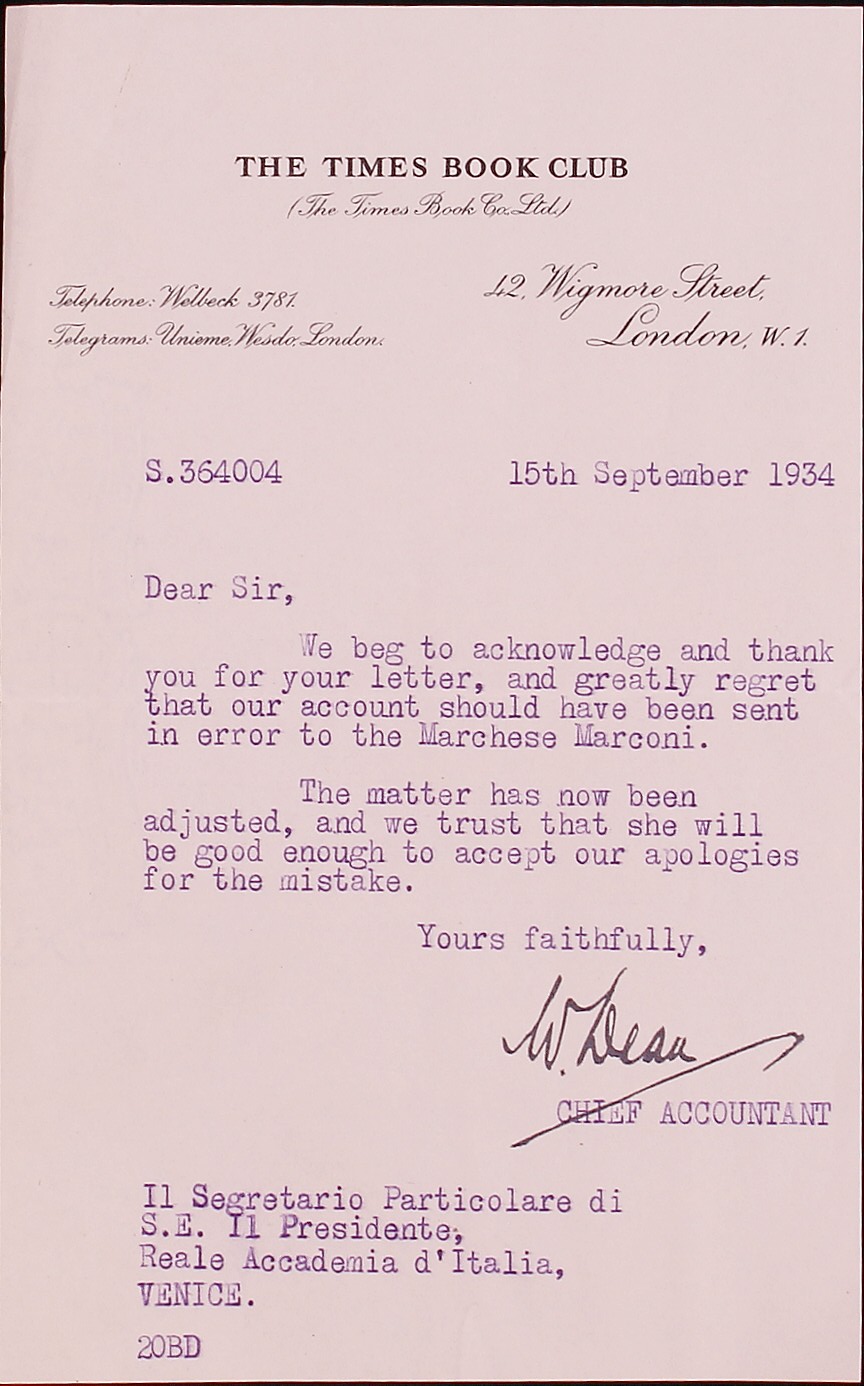 THE TIMES BOOK CLUB
(The Times Book Co. Ltd.)
Telephone: Welbeck 3781.
42, Wigmore Street,
Telegrams: Unieme, Wesdo, London.
London, W. 1.
S.364004 15th September 1934
Dear Sir,
We beg to acknowledge and thank
you for your letter, and greatly regret
that our account should have been sent
in error to the Marchese Marconi.
The matter has now been
adjusted, and we trust that she will
be good enough to accept our apologies
for the mistake.
Yours faithfully,
W. Dean
CHIEF ACCOUNTANT
Il Segretario Particolare di
S.E. Il Presidente,
Reale Accademia d'Italia,
VENICE.
20BD